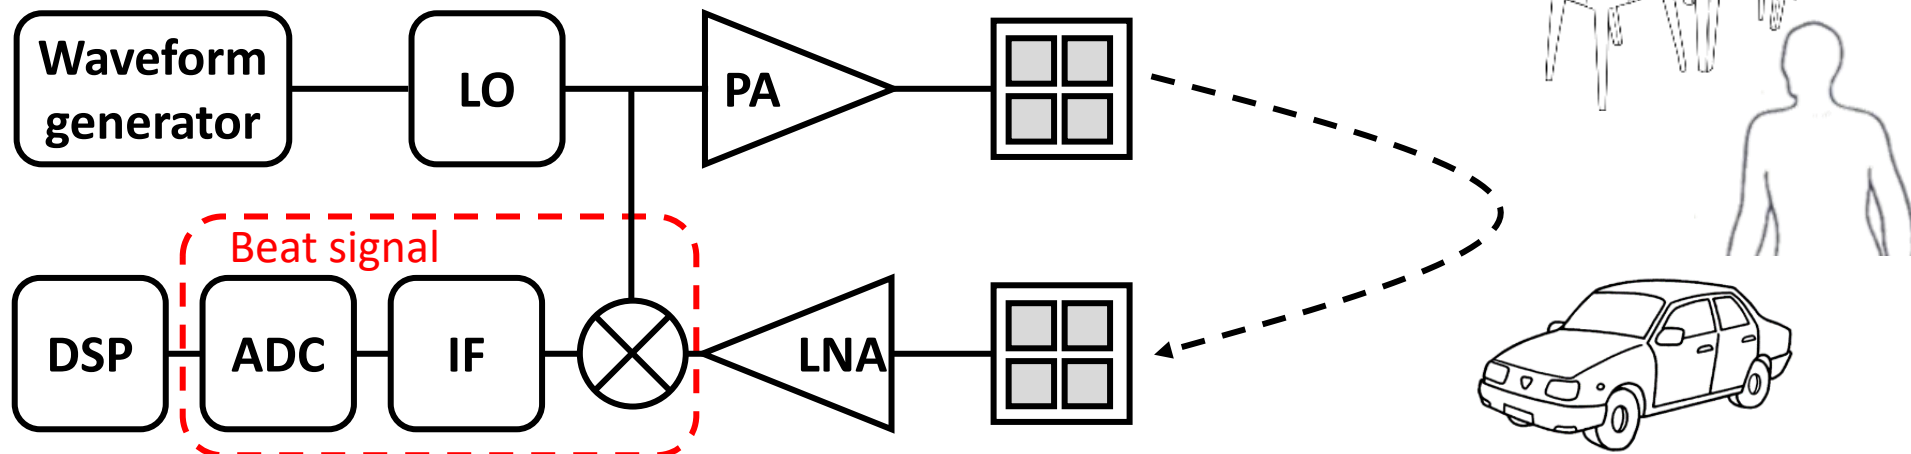 Waveform
generator
LO
PA
Beat signal
DSP
ADC
IF
LNA